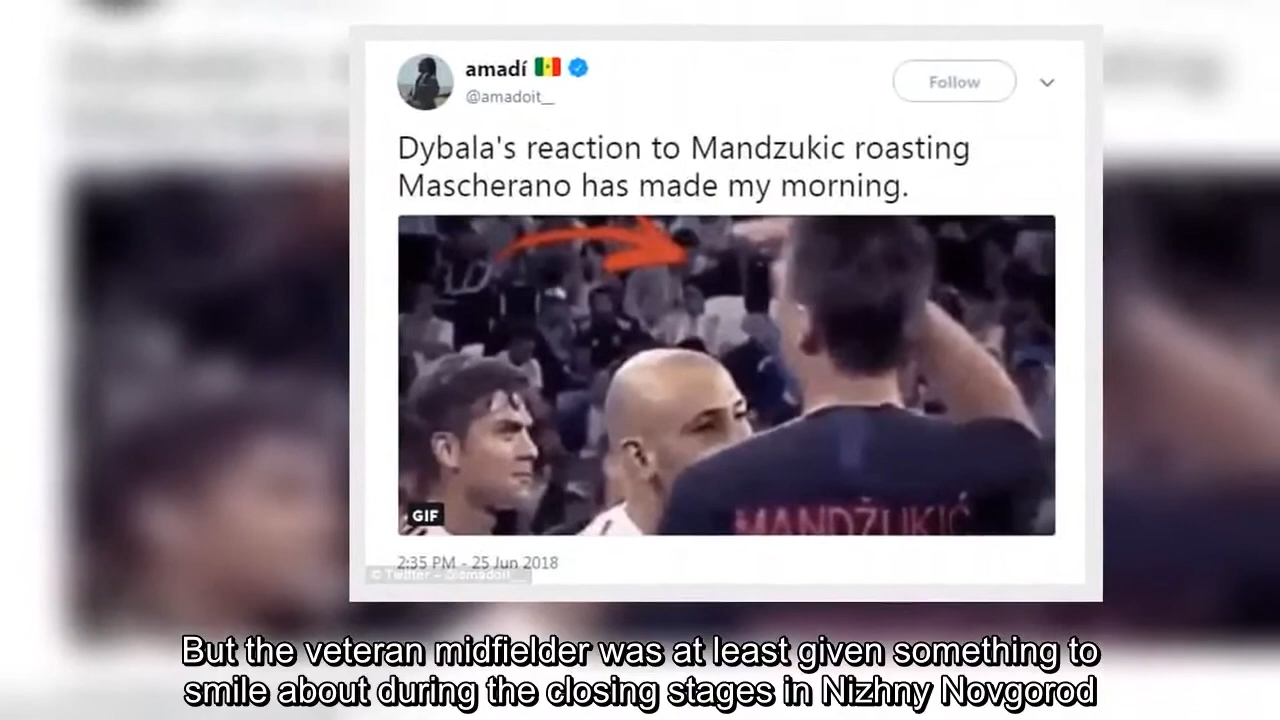 amadí
@amadoit__
Follow
Dybala's reaction to Mandzukic roasting
Mascherano has made my morning.
MANDŽUKIĆ
GIF
2:35 PM - 25 Jun 2018
© Twitter – @amadoit__
But the veteran midfielder was at least given something to
smile about during the closing stages in Nizhny Novgorod